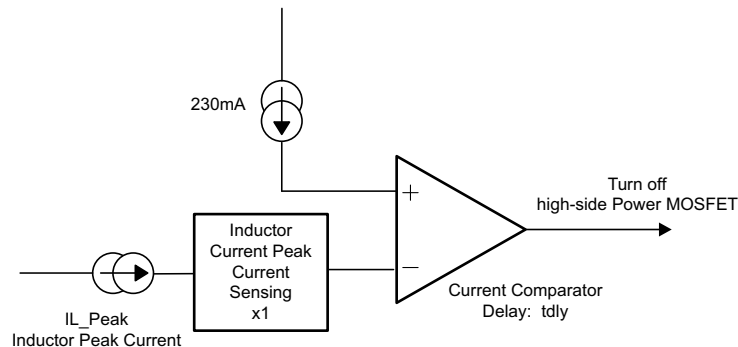 230mA
+
Turn off
high-side Power MOSFET
Inductor
Current Peak
Current
Sensing
x1
−
Current Comparator
Delay: tdly
IL_Peak
Inductor Peak Current